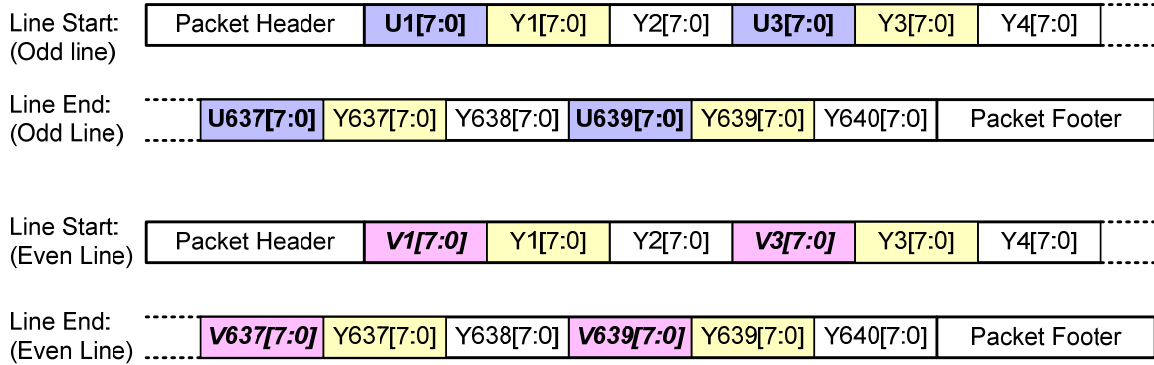 Line Start: Packet Header U1[7:0] Y1[7:0] Y2[7:0] U3[7:0] Y3[7:0] Y4[7:0]
(Odd line)
Line End: U637[7:0] Y637[7:0] Y638[7:0] U639[7:0] Y639[7:0] Y640[7:0] Packet Footer
(Odd Line)
Line Start: Packet Header V1[7:0] Y1[7:0] Y2[7:0] V3[7:0] Y3[7:0] Y4[7:0]
(Even Line)
Line End: V637[7:0] Y637[7:0] Y638[7:0] V639[7:0] Y639[7:0] Y640[7:0] Packet Footer
(Even Line)